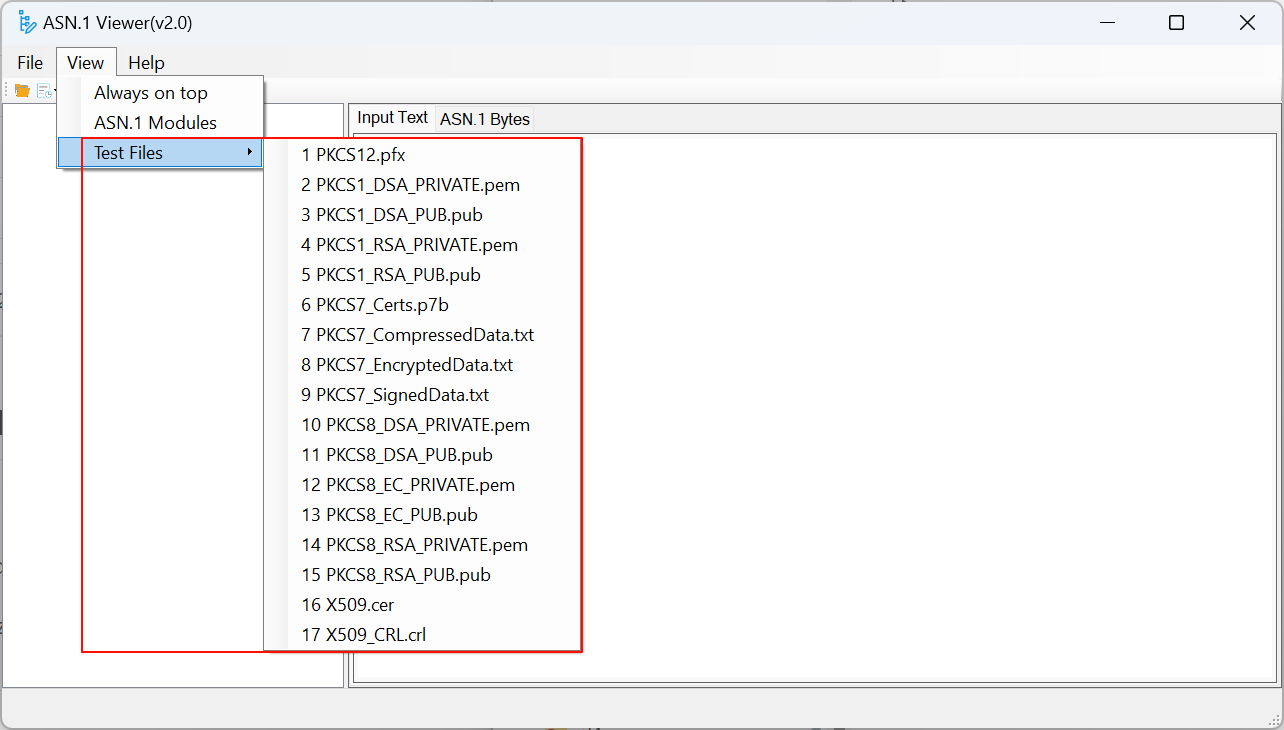 ASN.1 Viewer(v2.0)
File View Help
Always on top
ASN.1 Modules
Test Files
Input Text ASN.1 Bytes
1 PKCS12.pfx
2 PKCS1_DSA_PRIVATE.pem
3 PKCS1_DSA_PUB.pub
4 PKCS1_RSA_PRIVATE.pem
5 PKCS1_RSA_PUB.pub
6 PKCS7_Certs.p7b
7 PKCS7_CompressedData.txt
8 PKCS7_EncryptedData.txt
9 PKCS7_SignedData.txt
10 PKCS8_DSA_PRIVATE.pem
11 PKCS8_DSA_PUB.pub
12 PKCS8_EC_PRIVATE.pem
13 PKCS8_EC_PUB.pub
14 PKCS8_RSA_PRIVATE.pem
15 PKCS8_RSA_PUB.pub
16 X509.cer
17 X509_CRL.crl